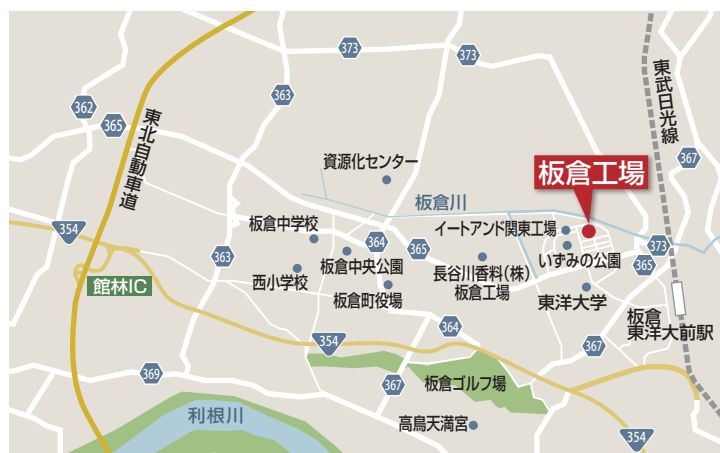 373
373
363
362
365
東北自動車道
東武日光線
367
資源化センター
板倉工場
板倉川
354
板倉中学校
イートアンド関東工場
364
363
365
373
板倉中央公園
いずみの公園
365
西小学校
長谷川香料(株)
板倉工場
館林IC
板倉町役場
東洋大学
板倉
東洋大前駅
364
354
367
369
367
板倉ゴルフ場
利根川
高鳥天満宮
354